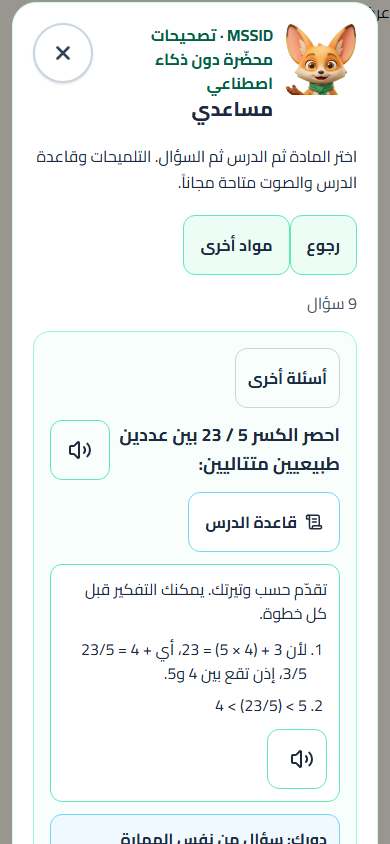 عر
MSSID · تصحيحات
محضّرة دون ذكاء
اصطناعي
مساعدي
اختر المادة ثم الدرس ثم السؤال. التلميحات وقاعدة
الدرس والصوت متاحة مجاناً.
رجوع
مواد أخرى
9 سؤال
أسئلة أخرى
احصر الكسر 5 / 23 بين عددين
طبيعيين متتاليين:
قاعدة الدرس
تقدّم حسب وتيرتك. يمكنك التفكير قبل
كل خطوة.
1. لأن 3 + (4 × 5) = 23، أي + 4 = 23/5
3/5، إذن تقع بين 4 و5.
2. 5 > (23/5) > 4
دورك: سؤال من نفس المهارة